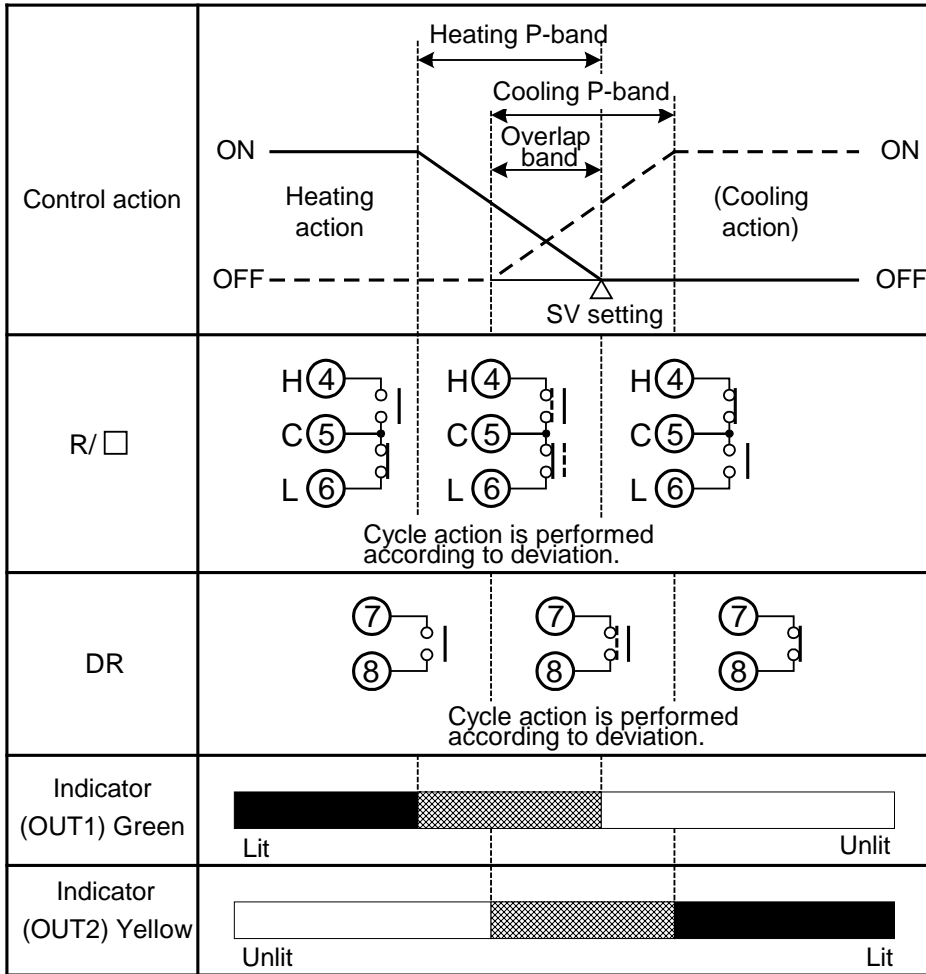 Heating P-band
Cooling P-band
Overlap
band
ON
ON
Control action
Heating
action
(Cooling
action)
OFF
OFF
SV setting
R/ □
H 4
C 5
L 6
H 4
C 5
L 6
H 4
C 5
L 6
Cycle action is performed
according to deviation.
DR
7
8
7
8
7
8
Cycle action is performed
according to deviation.
Indicator
(OUT1) Green
Lit
Unlit
Indicator
(OUT2) Yellow
Unlit
Lit